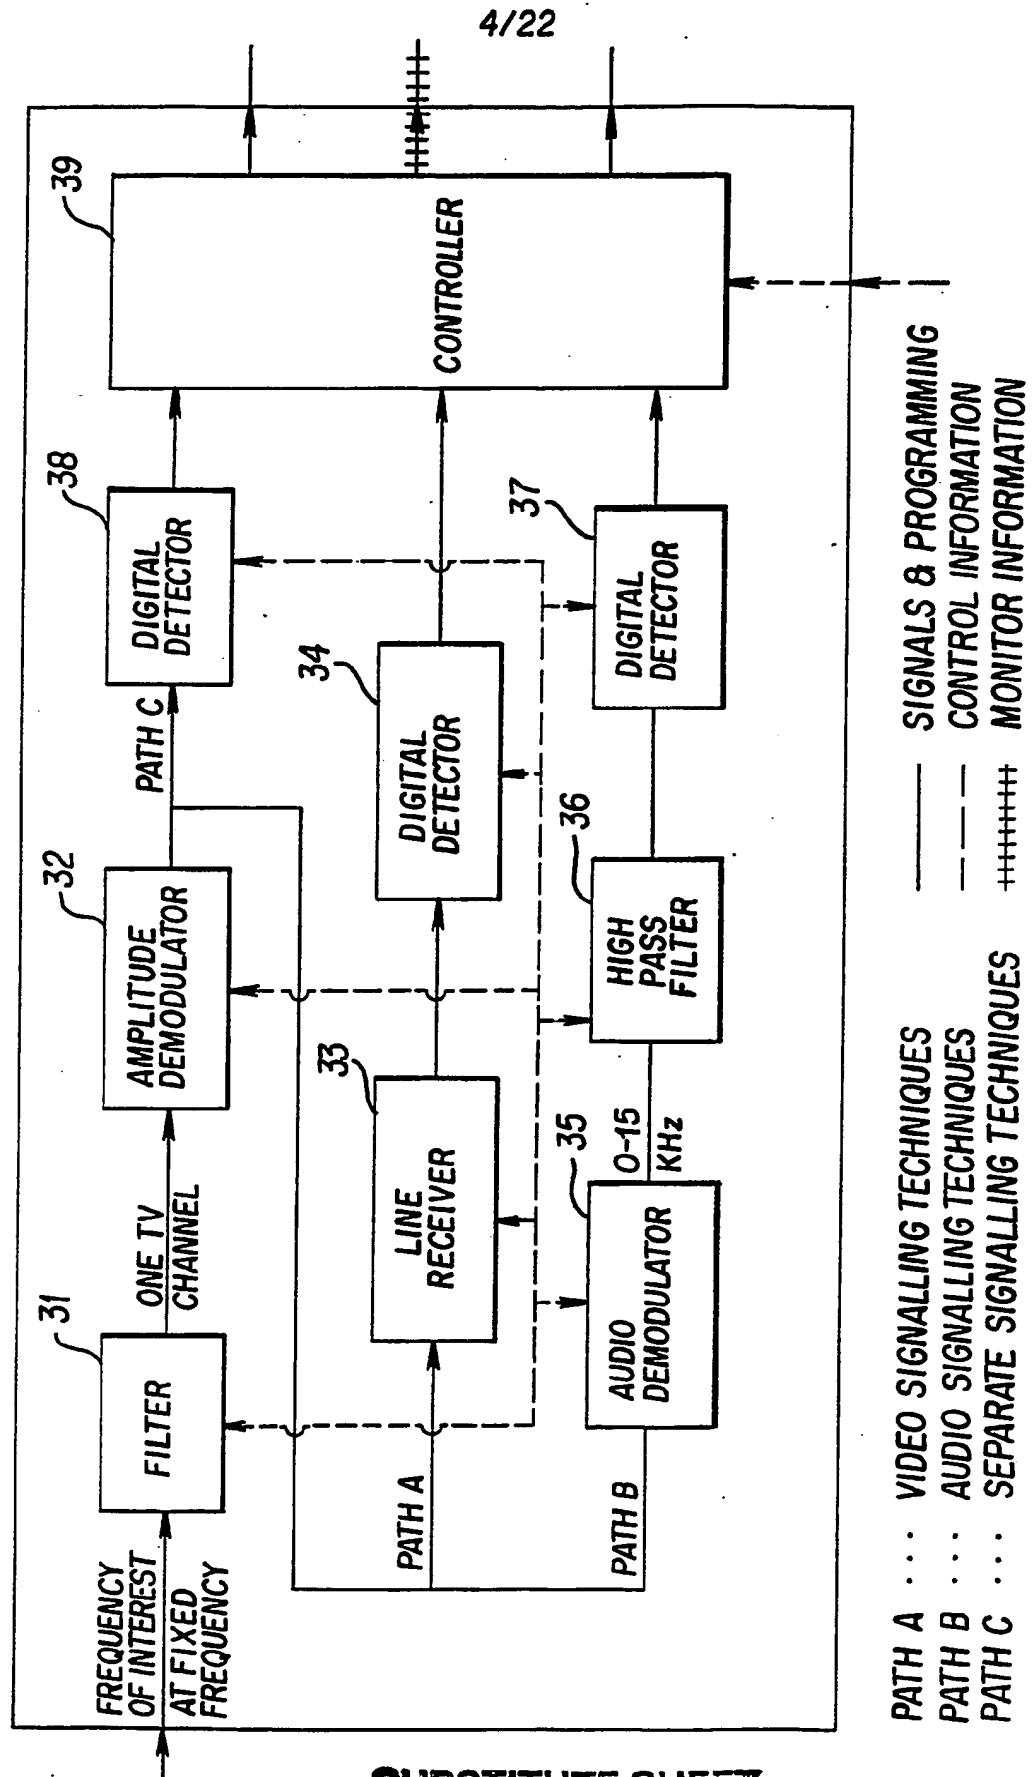 4/22
FREQUENCY
OF INTEREST
AT FIXED
FREQUENCY
31
FILTER
ONE TV
CHANNEL
32
AMPLITUDE
DEMODULATOR
PATH C
38
DIGITAL
DETECTOR
39
CONTROLLER
PATH A
33
LINE
RECEIVER
34
DIGITAL
DETECTOR
PATH B
35
AUDIO
DEMODULATOR
0-15
KHz
36
HIGH
PASS
FILTER
37
DIGITAL
DETECTOR
PATH A ... VIDEO SIGNALLING TECHNIQUES
PATH B ... AUDIO SIGNALLING TECHNIQUES
PATH C ... SEPARATE SIGNALLING TECHNIQUES
SIGNALS & PROGRAMMING
CONTROL INFORMATION
MONITOR INFORMATION